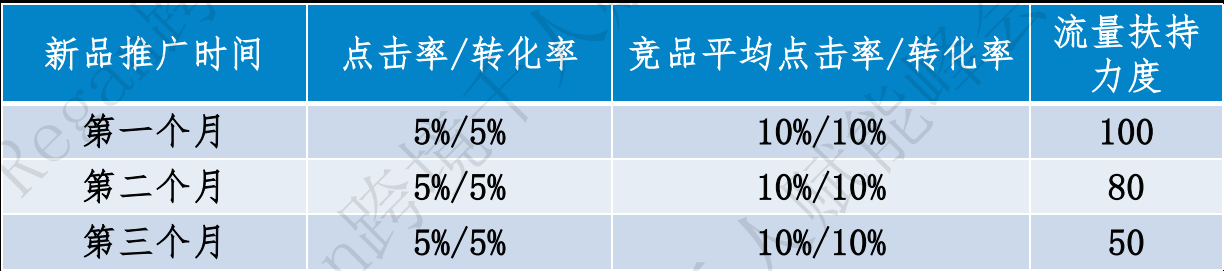 新品推广时间 点击率/转化率 竞品平均点击率/转化率 流量扶持力度
第一个月 5%/5% 10%/10% 100
第二个月 5%/5% 10%/10% 80
第三个月 5%/5% 10%/10% 50